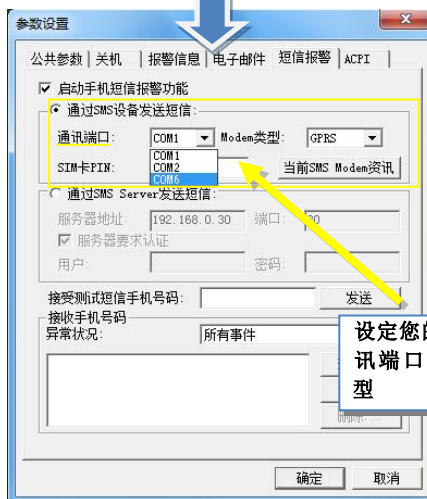 参数设置
公共参数 关机 报警信息 电子邮件 短信报警 ACPI
启动手机短信报警功能
通过SMS设备发送短信:
通讯端口: COM1 Modem类型: GPRS
COM1
COM2
COM6
SIM卡PIN: 当前SMS Modem资讯
通过SMS Server发送短信:
服务器地址: 192.168.0.30 端口: 80
服务器要求认证
用户: 密码:
接受测试短信手机号码: 发送
接收手机号码
异常状况: 所有事件
设定您的
讯端口
型
确定 取消